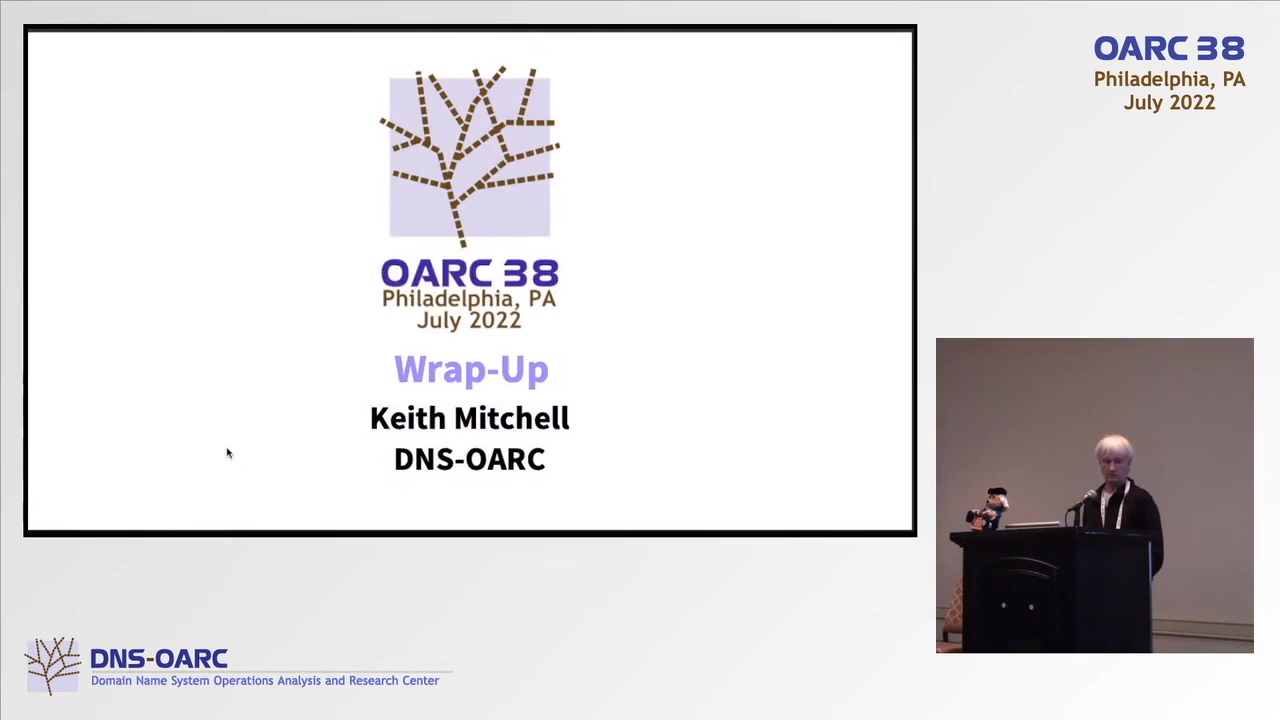 OARC 38
Philadelphia, PA
July 2022
Wrap-Up
Keith Mitchell
DNS-OARC
OARC 38
Philadelphia, PA
July 2022
DNS-OARC
Domain Name System Operations Analysis and Research Center